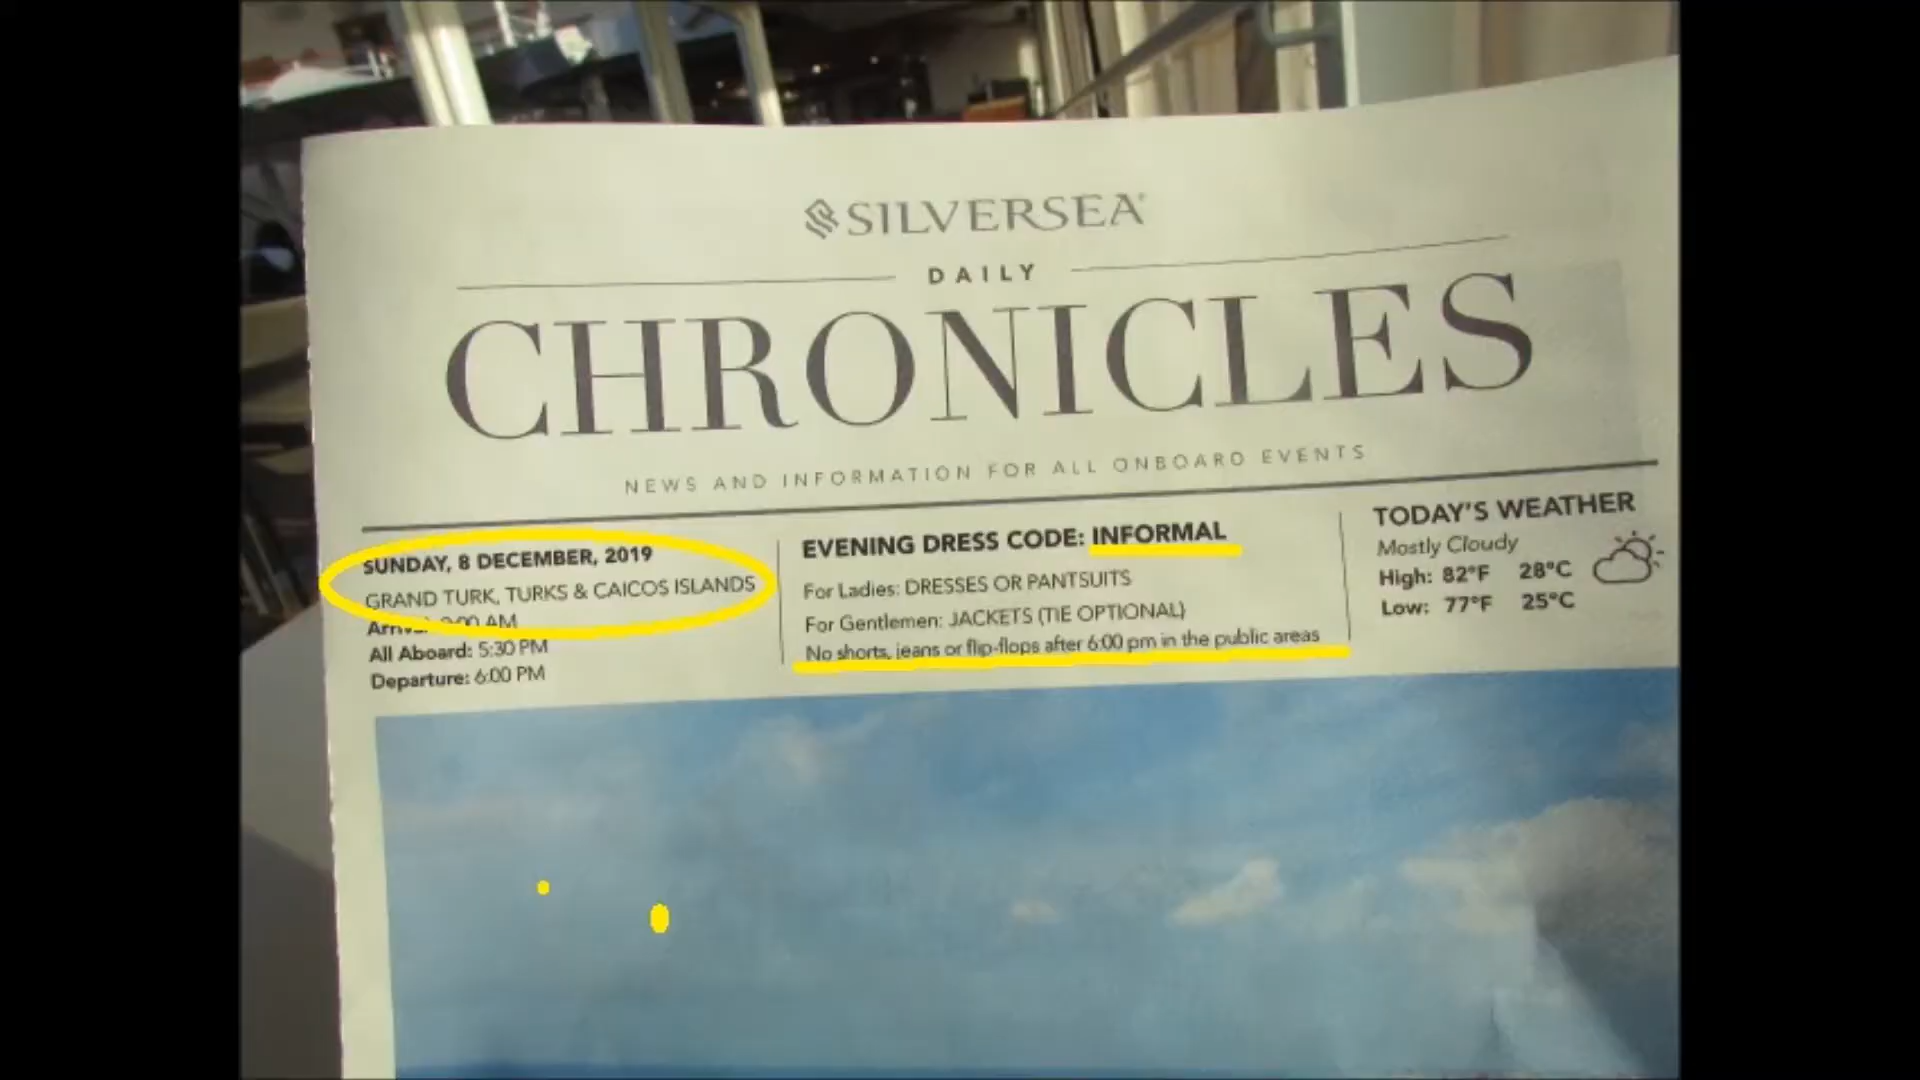 SILVERSEA
DAILY
CHRONICLES
NEWS AND INFORMATION FOR ALL ONBOARD EVENTS
SUNDAY, 8 DECEMBER, 2019
GRAND TURK, TURKS & CAICOS ISLANDS
AM
All Aboard: 5:30 PM
Departure: 6:00 PM
EVENING DRESS CODE: INFORMAL
For Ladies: DRESSES OR PANTSUITS
For Gentlemen: JACKETS (TIE OPTIONAL)
No shorts, jeans or flip-flops after 6:00 pm in the public areas
TODAY'S WEATHER
Mostly Cloudy
High: 82°F 28°C
Low: 77°F 25°C